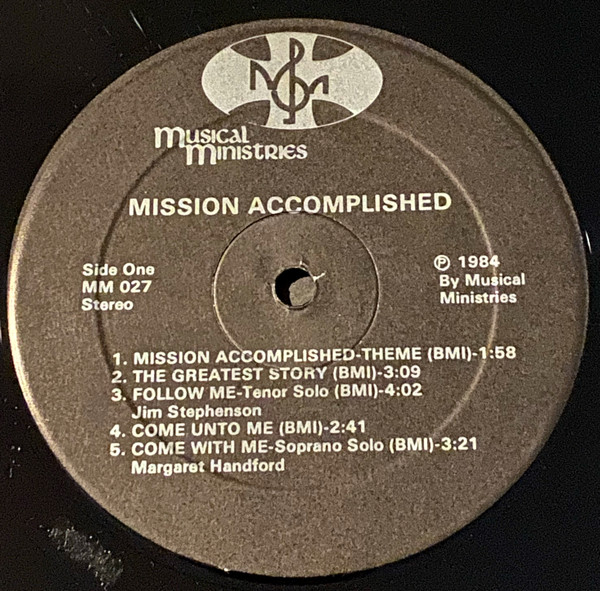 Musical
Ministries
MISSION ACCOMPLISHED
Side One
MM 027
Stereo
℗ 1984
By Musical
Ministries
1. MISSION ACCOMPLISHED-THEME (BMI)-1:58
2. THE GREATEST STORY (BMI)-3:09
3. FOLLOW ME-Tenor Solo (BMI)-4:02
Jim Stephenson
4. COME UNTO ME (BMI)-2:41
5. COME WITH ME-Soprano Solo (BMI)-3:21
Margaret Handford